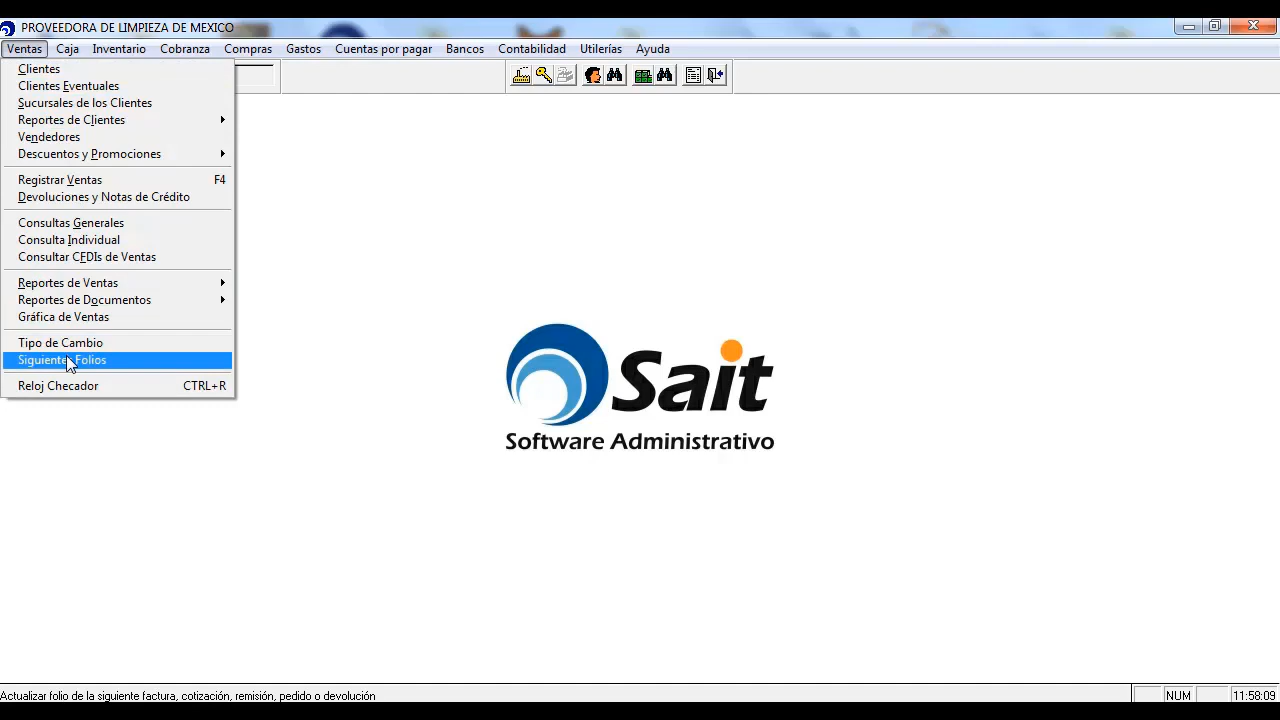 PROVEEDORA DE LIMPIEZA DE MEXICO
Ventas Caja Inventario Cobranza Compras Gastos Cuentas por pagar Bancos Contabilidad Utilerías Ayuda
Clientes
Clientes Eventuales
Sucursales de los Clientes
Reportes de Clientes
Vendedores
Descuentos y Promociones
Registrar Ventas F4
Devoluciones y Notas de Crédito
Consultas Generales
Consulta Individual
Consultar CFDIs de Ventas
Reportes de Ventas
Reportes de Documentos
Gráfica de Ventas
Tipo de Cambio
Siguientes Folios
Reloj Checador CTRL+R
Sait
Software Administrativo
Actualizar folio de la siguiente factura, cotización, remisión, pedido o devolución NUM 11:58:09